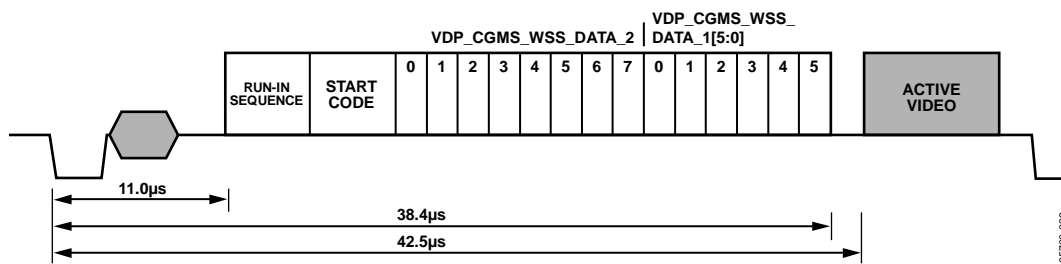 VDP_CGMS_WSS_DATA_2
VDP_CGMS_WSS_
DATA_1[5:0]
RUN-IN
SEQUENCE
START
CODE
0 1 2 3 4 5 6 7 0 1 2 3 4 5
ACTIVE
VIDEO
11.0µs
38.4µs
42.5µs